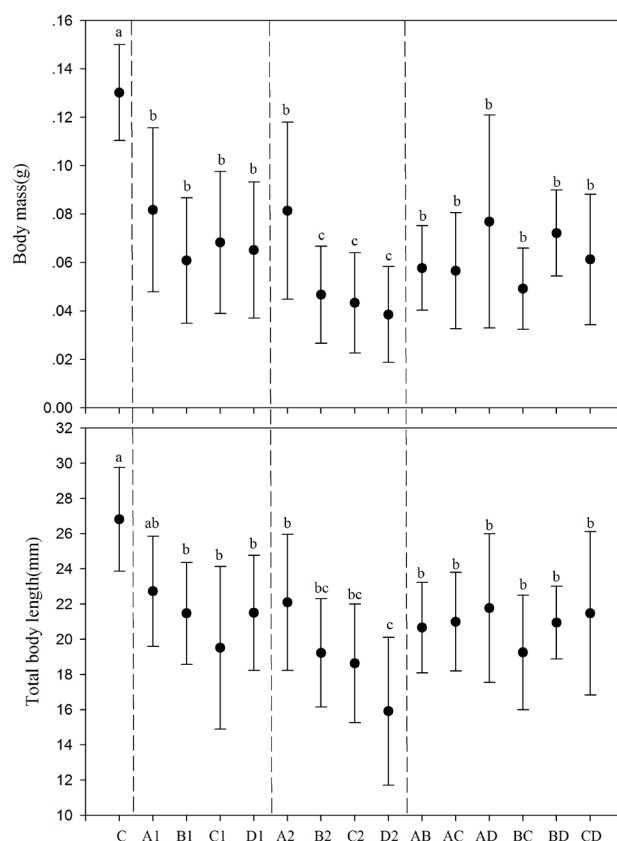 .16
.14
.12
.10
.08
.06
.04
.02
0.00
Body mass(g)
a
b
b
b
b
b
c
c
c
b
b
b
b
b
b
32
30
28
26
24
22
20
18
16
14
12
10
Total body length(mm)
a
ab
b
b
b
b
bc
bc
c
b
b
b
b
b
b
C A1 B1 C1 D1 A2 B2 C2 D2 AB AC AD BC BD CD